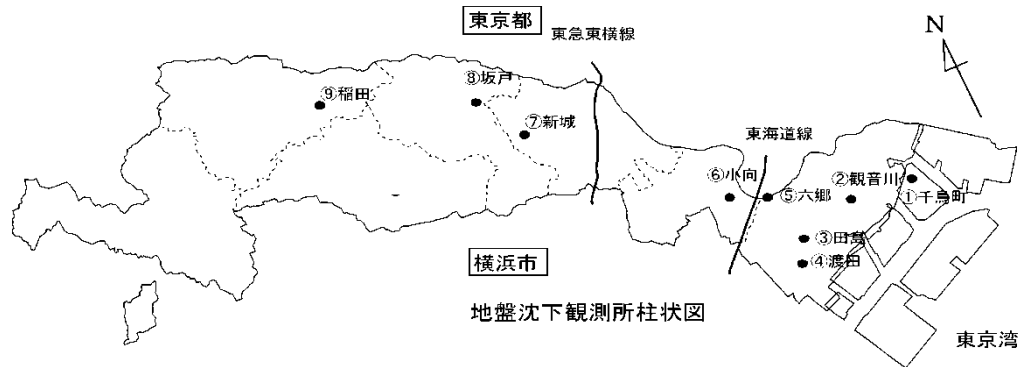 東京都
東急東横線
N
⑧坂戸
⑨稲田
⑦新城
東海道線
⑥小向
②観音川
⑤六郷
①千鳥町
③田島
④渡田
横浜市
地盤沈下観測所柱状図
東京湾